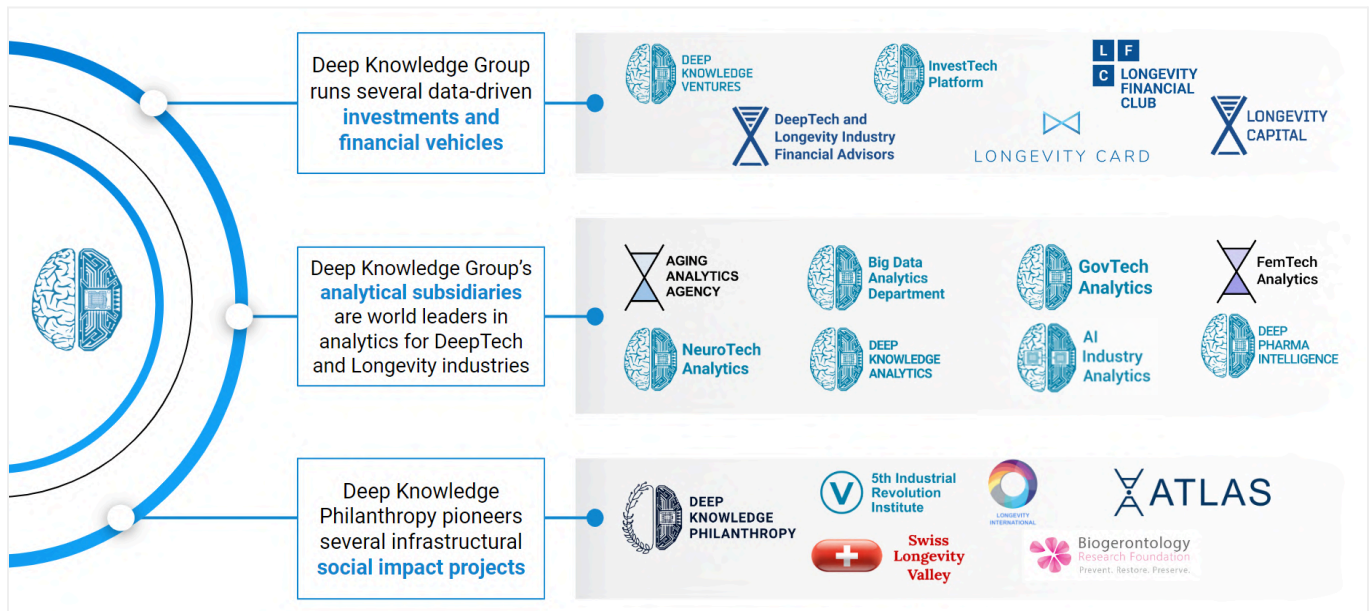 Deep Knowledge Group
runs several data-driven
investments and
financial vehicles
DEEP
KNOWLEDGE
VENTURES
InvestTech
Platform
L F
C LONGEVITY
FINANCIAL
CLUB
DeepTech and
Longevity Industry
Financial Advisors
LONGEVITY CARD
LONGEVITY
CAPITAL
Deep Knowledge Group’s
analytical subsidiaries
are world leaders in
analytics for DeepTech
and Longevity industries
AGING
ANALYTICS
AGENCY
Big Data
Analytics
Department
GovTech
Analytics
FemTech
Analytics
NeuroTech
Analytics
DEEP
KNOWLEDGE
ANALYTICS
AI
Industry
Analytics
DEEP
PHARMA
INTELLIGENCE
Deep Knowledge
Philanthropy pioneers
several infrastructural
social impact projects
DEEP
KNOWLEDGE
PHILANTHROPY
V
5th Industrial
Revolution
Institute
LONGEVITY
INTERNATIONAL
ATLAS
Swiss
Longevity
Valley
Biogerontology
Research Foundation
Prevent. Restore. Preserve.